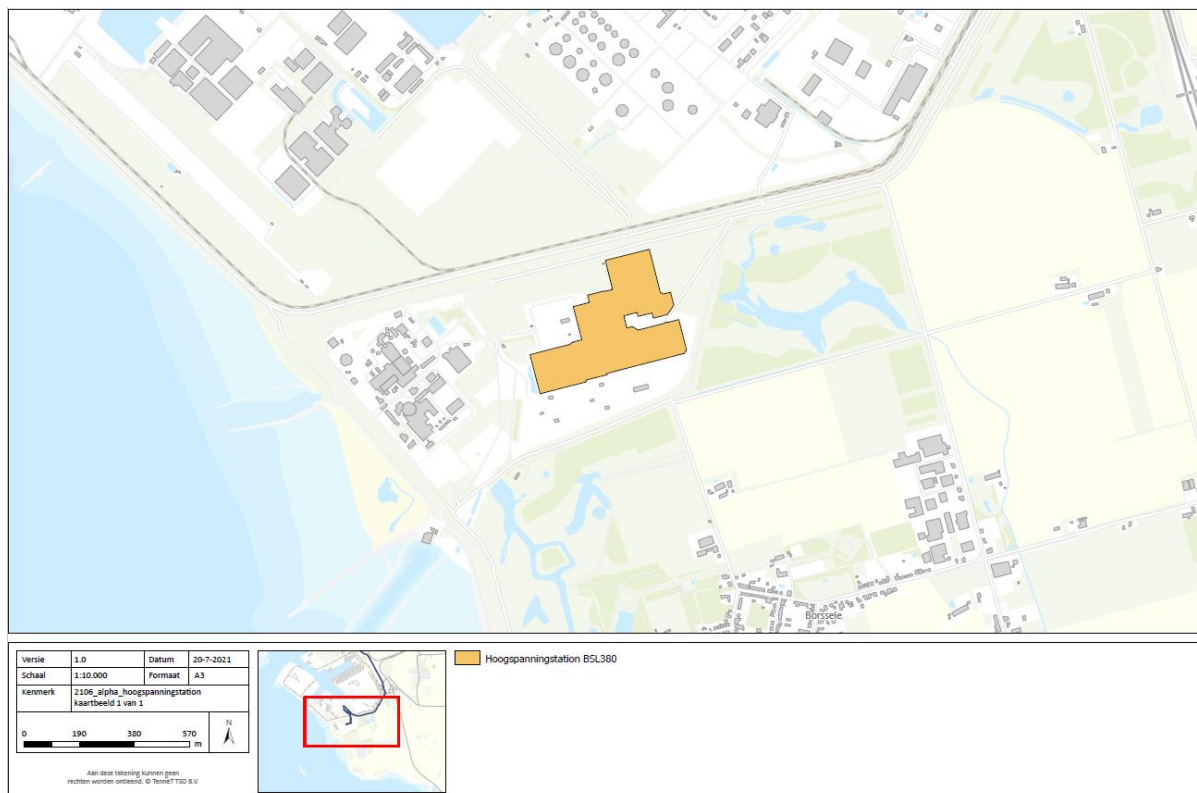 Borssele
Versie 1.0 Datum 20-7-2021
Schaal 1:10.000 Formaat A3
Kenmerk 2106_alpha_hoogspanningstation
kaartbeeld 1 van 1
0 190 380 570
m
N
Aan deze tekening kunnen geen
rechten worden ontleend. © TenneT TSO B.V.
Hoogspanningstation BSL380